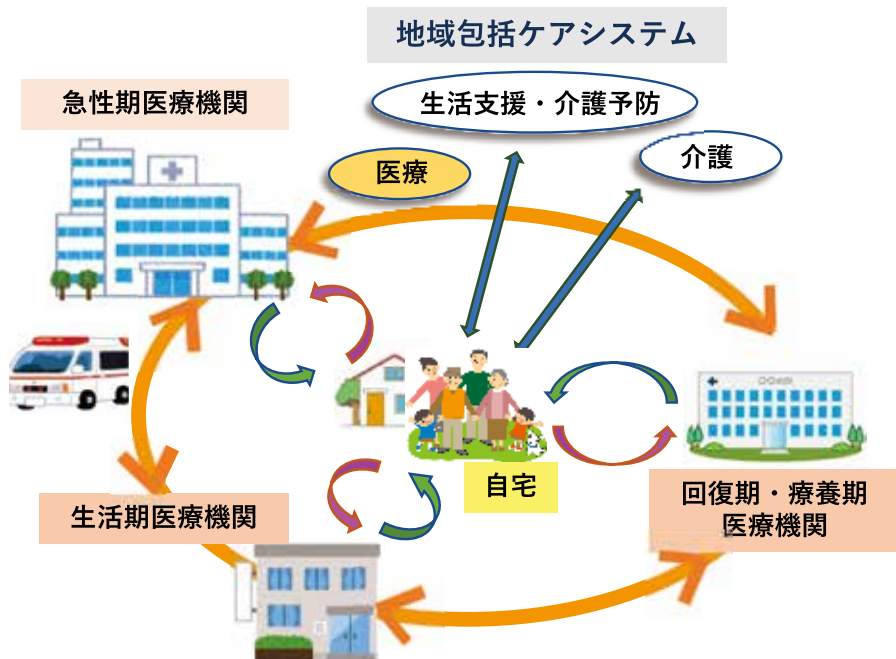 地域包括ケアシステム
急性期医療機関
生活支援・介護予防
介護
医療
自宅
生活期医療機関
回復期・療養期
医療機関